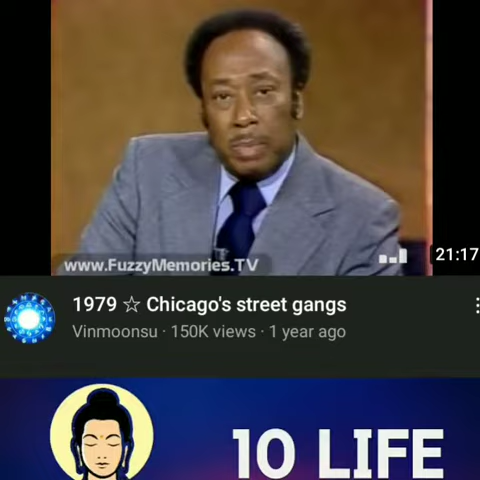 www.FuzzyMemories.TV
21:17
1979 ☆ Chicago's street gangs
Vinmoonsu · 150K views · 1 year ago
10 LIFE